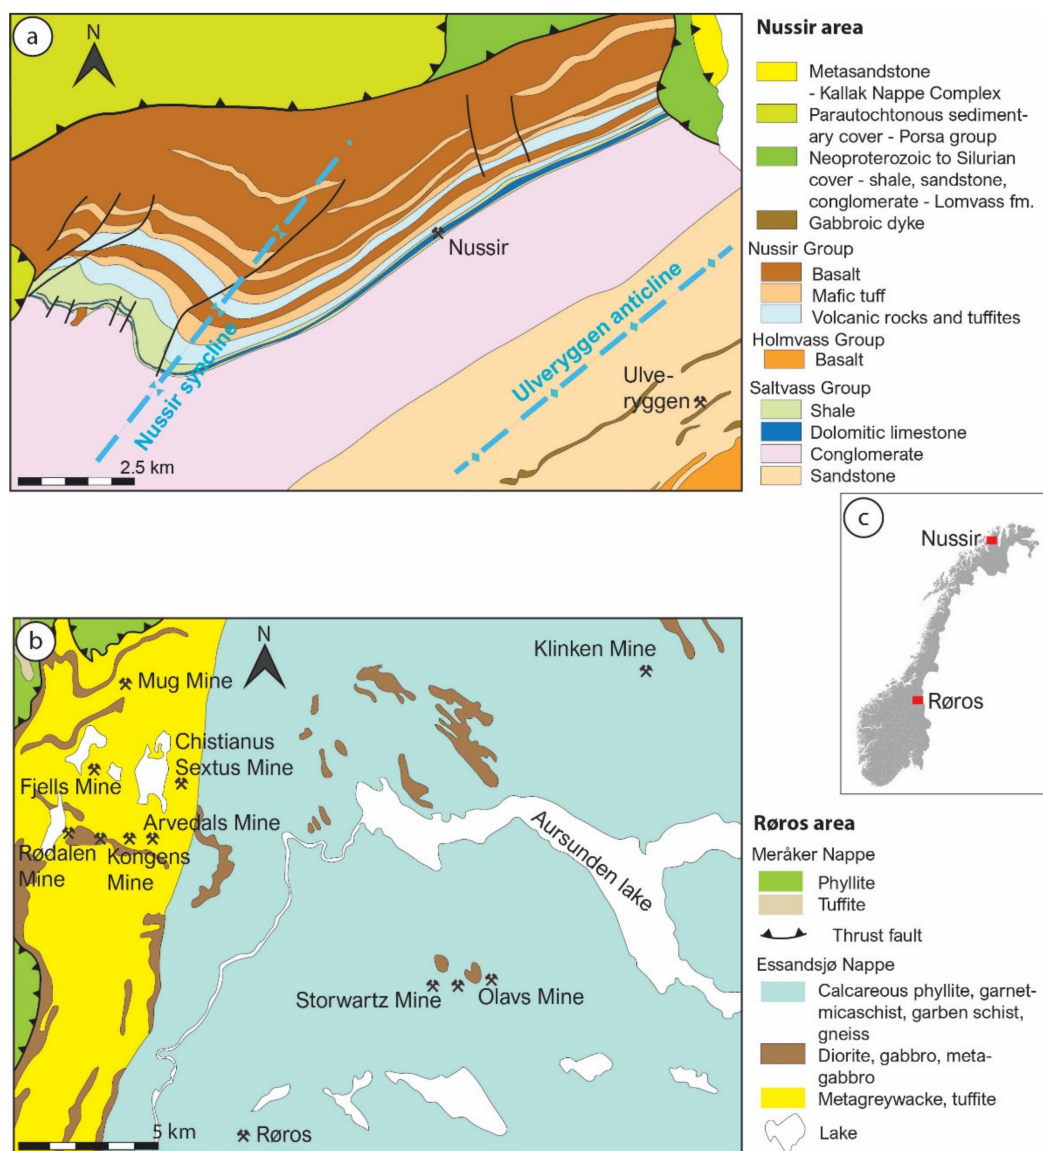 a
N
Nussir
Nussir syncline
Ulveryggen anticline
Ulve-
ryggen
2.5 km
Nussir area
Metasandstone
- Kallak Nappe Complex
Parautochtonous sediment-
ary cover - Porsa group
Neoproterozoic to Silurian
cover - shale, sandstone,
conglomerate - Lomvass fm.
Gabbroic dyke
Nussir Group
Basalt
Mafic tuff
Volcanic rocks and tuffites
Holmvass Group
Basalt
Saltvass Group
Shale
Dolomitic limestone
Conglomerate
Sandstone
c
Nussir
Røros
b
N
Klinken Mine
Mug Mine
Chistianus
Sextus Mine
Fjells Mine
Arvedals Mine
Rødalen
Mine
Kongens
Mine
Aursunden lake
Storwartz Mine
Olavs Mine
Røros
5 km
Røros area
Meråker Nappe
Phyllite
Tuffite
Thrust fault
Essandsjø Nappe
Calcareous phyllite, garnet-
micaschist, garben schist,
gneiss
Diorite, gabbro, meta-
gabbro
Metagreywacke, tuffite
Lake